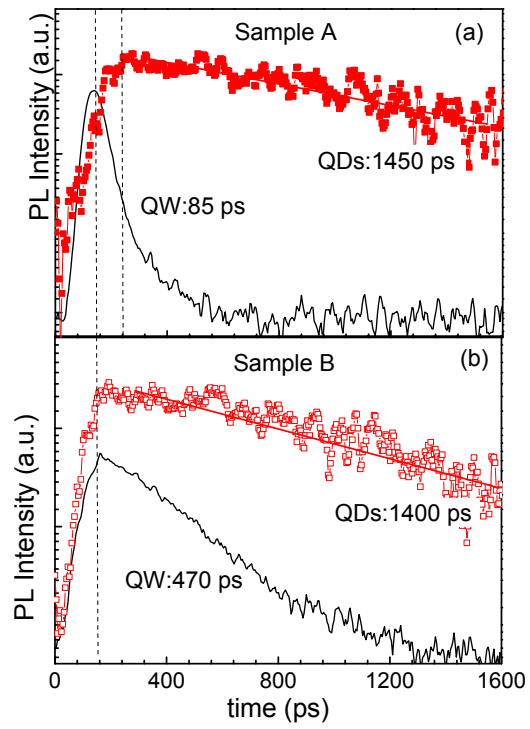 Sample A
(a)
PL Intensity (a.u.)
QDs:1450 ps
QW:85 ps
Sample B
(b)
PL Intensity (a.u.)
QDs:1400 ps
QW:470 ps
0 400 800 1200 1600
time (ps)